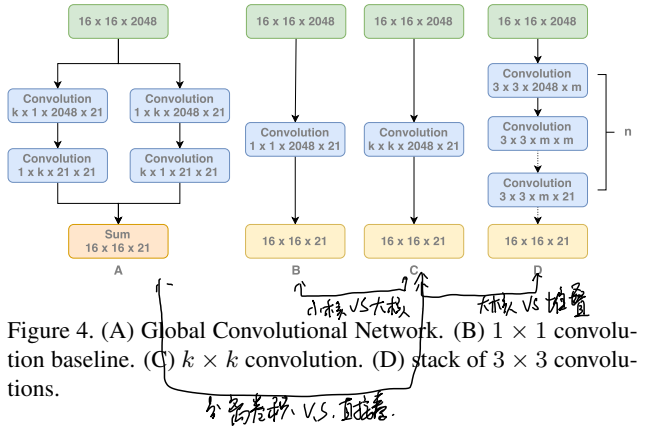 16 x 16 x 2048
16 x 16 x 2048
16 x 16 x 2048
16 x 16 x 2048
Convolution
k x 1 x 2048 x 21
Convolution
1 x k x 2048 x 21
Convolution
1 x k x 21 x 21
Convolution
k x 1 x 21 x 21
Sum
16 x 16 x 21
A
Convolution
1 x 1 x 2048 x 21
16 x 16 x 21
B
Convolution
k x k x 2048 x 21
16 x 16 x 21
C
Convolution
3 x 3 x 2048 x m
Convolution
3 x 3 x m x m
Convolution
3 x 3 x m x 21
n
16 x 16 x 21
D
小核 VS 大核
大核 VS 堆叠
Figure 4. (A) Global Convolutional Network. (B) 1 × 1 convolu-
tion baseline. (C) k × k convolution. (D) stack of 3 × 3 convolu-
tions.
分离卷积 V.S. 直接卷.